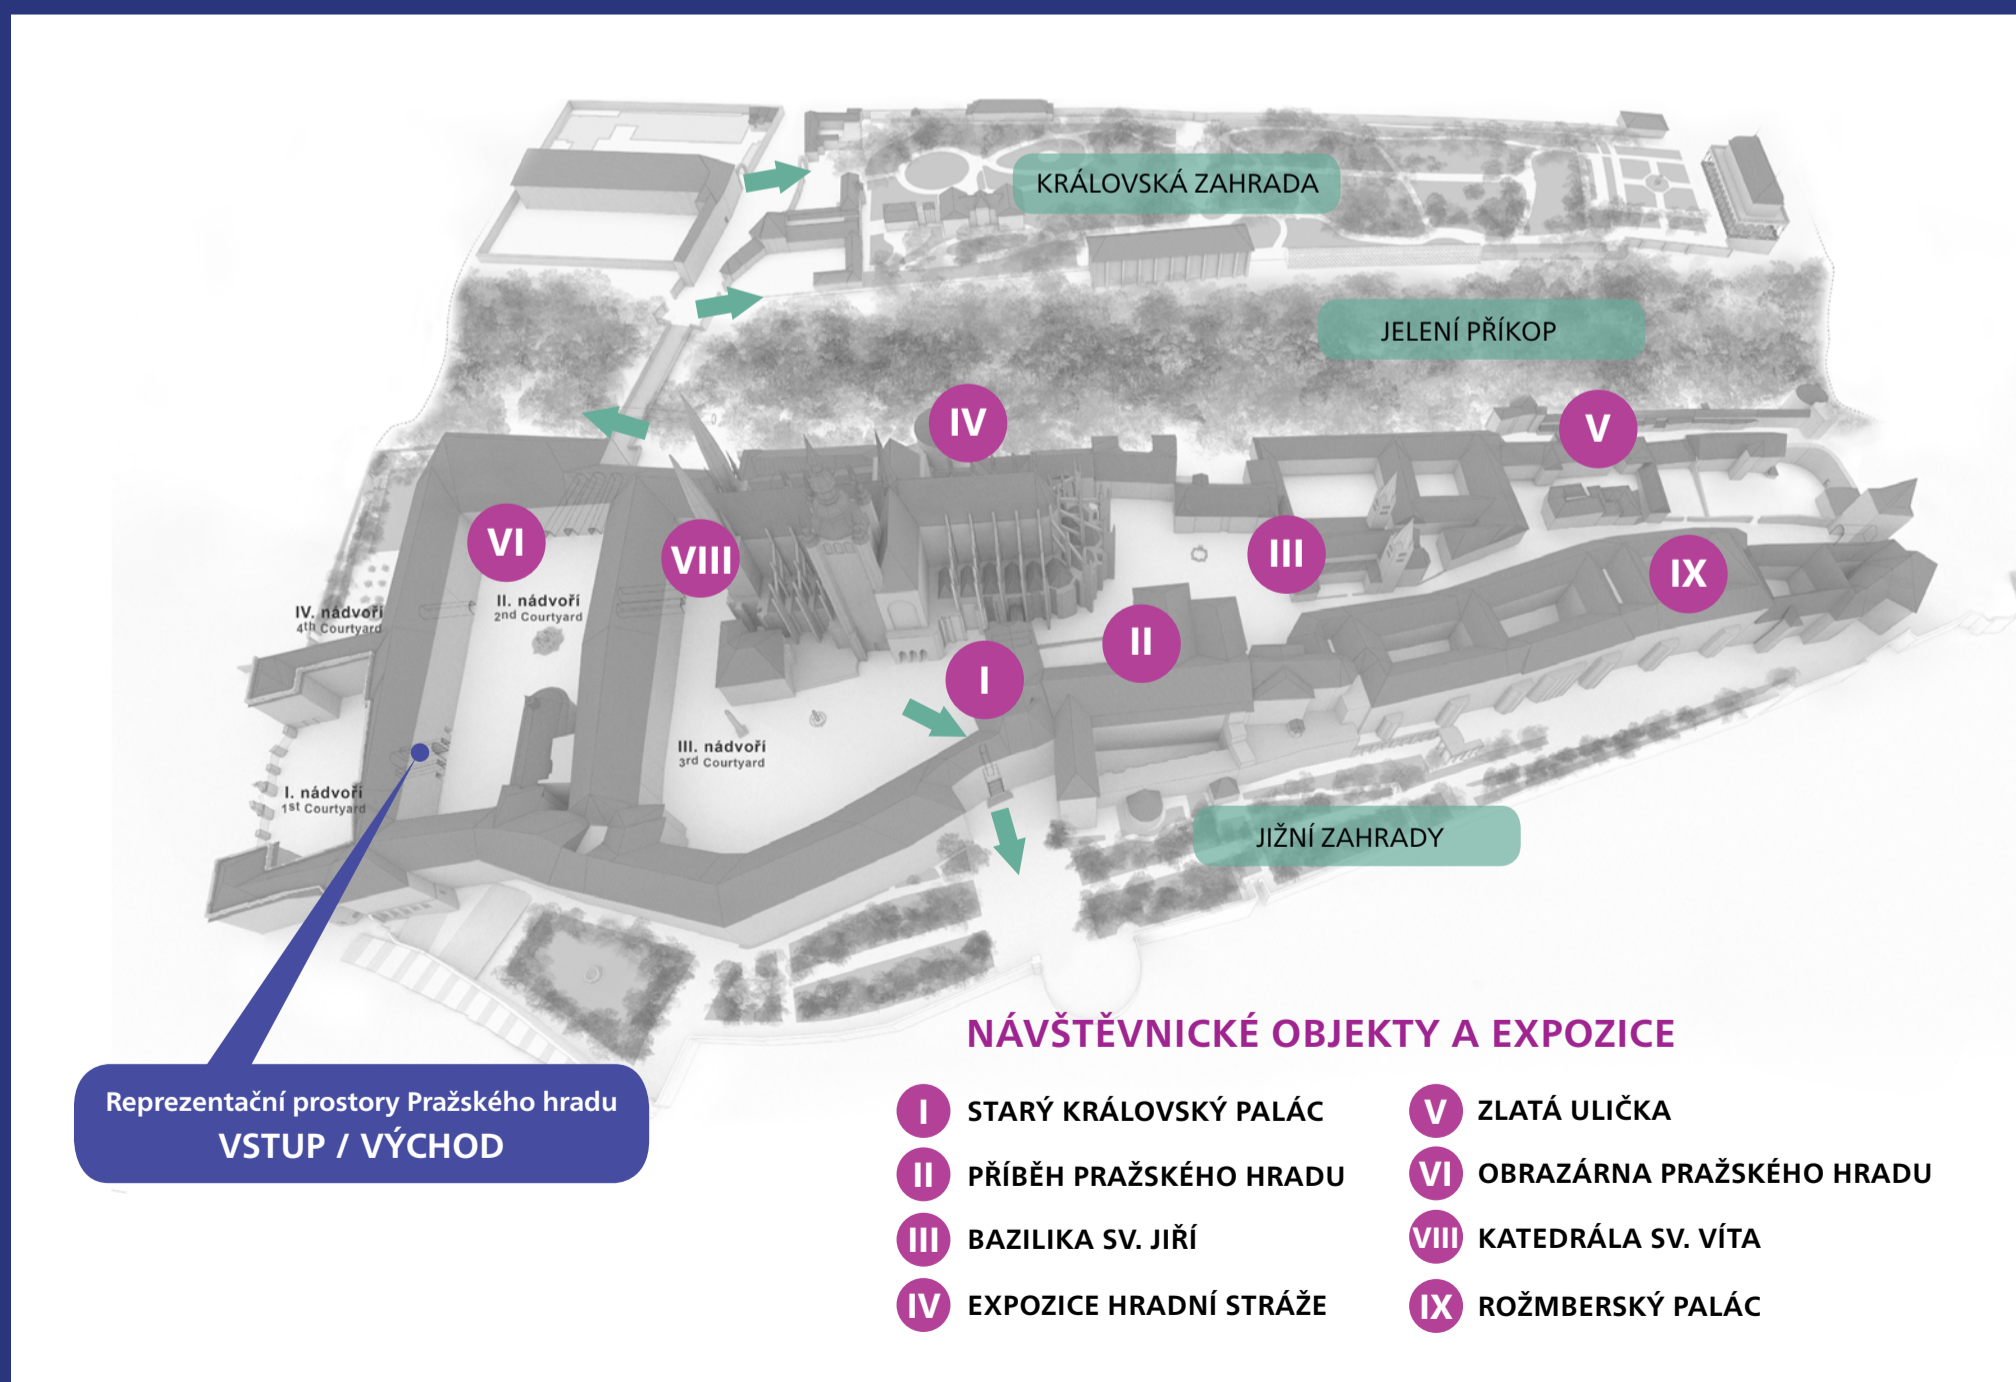 KRÁLOVSKÁ ZAHRADA
JELENÍ PŘÍKOP
IV
V
VI
VIII
III
IX
IV. nádvoří
4th Courtyard
II. nádvoří
2nd Courtyard
II
I
III. nádvoří
3rd Courtyard
I. nádvoří
1st Courtyard
JIŽNÍ ZAHRADY
Reprezentační prostory Pražského hradu
VSTUP / VÝCHOD
NÁVŠTĚVNICKÉ OBJEKTY A EXPOZICE
I STARÝ KRÁLOVSKÝ PALÁC
II PŘÍBĚH PRAŽSKÉHO HRADU
III BAZILIKA SV. JIŘÍ
IV EXPOZICE HRADNÍ STRÁŽE
V ZLATÁ ULIČKA
VI OBRAZÁRNA PRAŽSKÉHO HRADU
VIII KATEDRÁLA SV. VÍTA
IX ROŽMBERSKÝ PALÁC